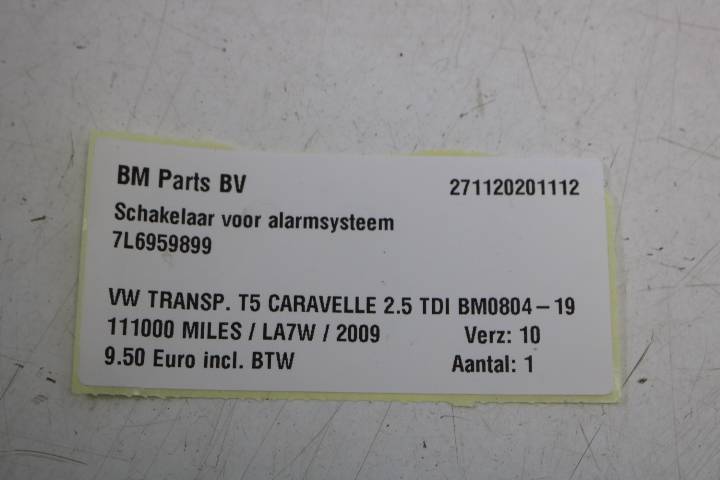 BM Parts BV 271120201112
Schakelaar voor alarmsysteem
7L6959899
VW TRANSP. T5 CARAVELLE 2.5 TDI BM0804-19
111000 MILES / LA7W / 2009 Verz: 10
9.50 Euro incl. BTW Aantal: 1